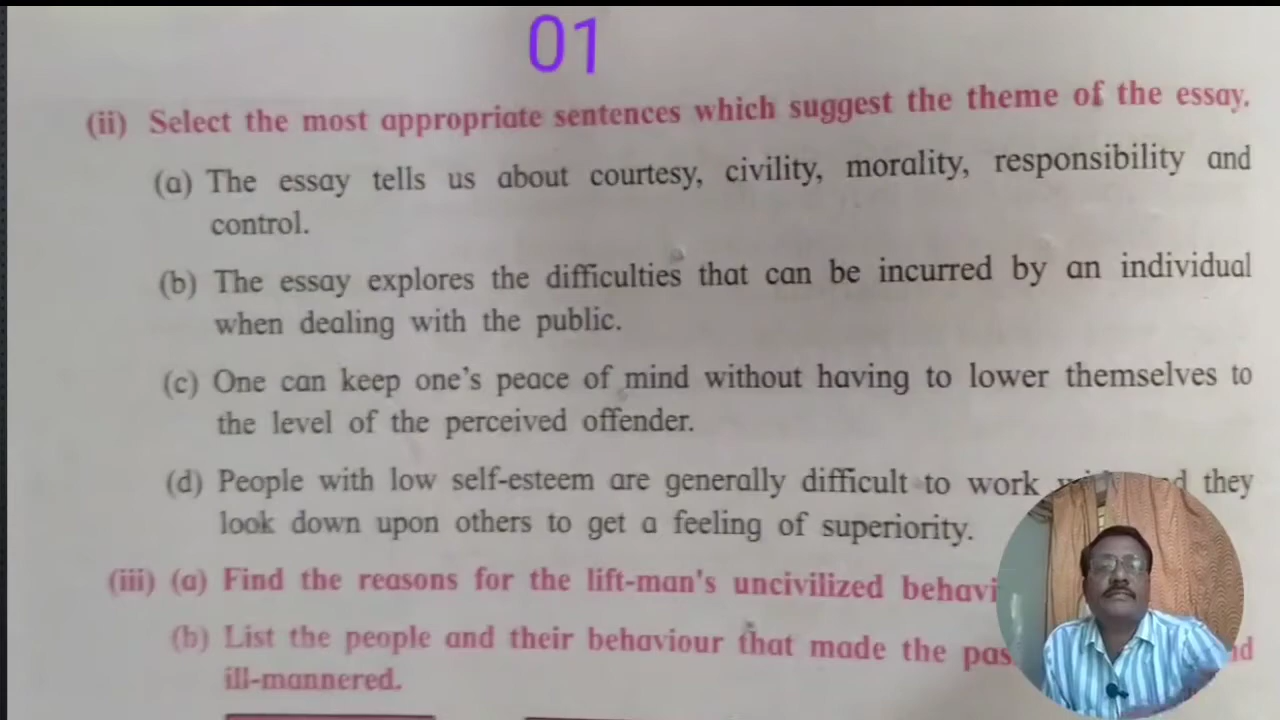 01
(ii) Select the most appropriate sentences which suggest the theme of the essay.
(a) The essay tells us about courtesy, civility, morality, responsibility and
control.
(b) The essay explores the difficulties that can be incurred by an individual
when dealing with the public.
(c) One can keep one's peace of mind without having to lower themselves to
the level of the perceived offender.
(d) People with low self-esteem are generally difficult to work they
look down upon others to get a feeling of superiority.
(iii) (a) Find the reasons for the lift-man's uncivilized
(b) List the people and their behaviour that made the
ill-mannered.